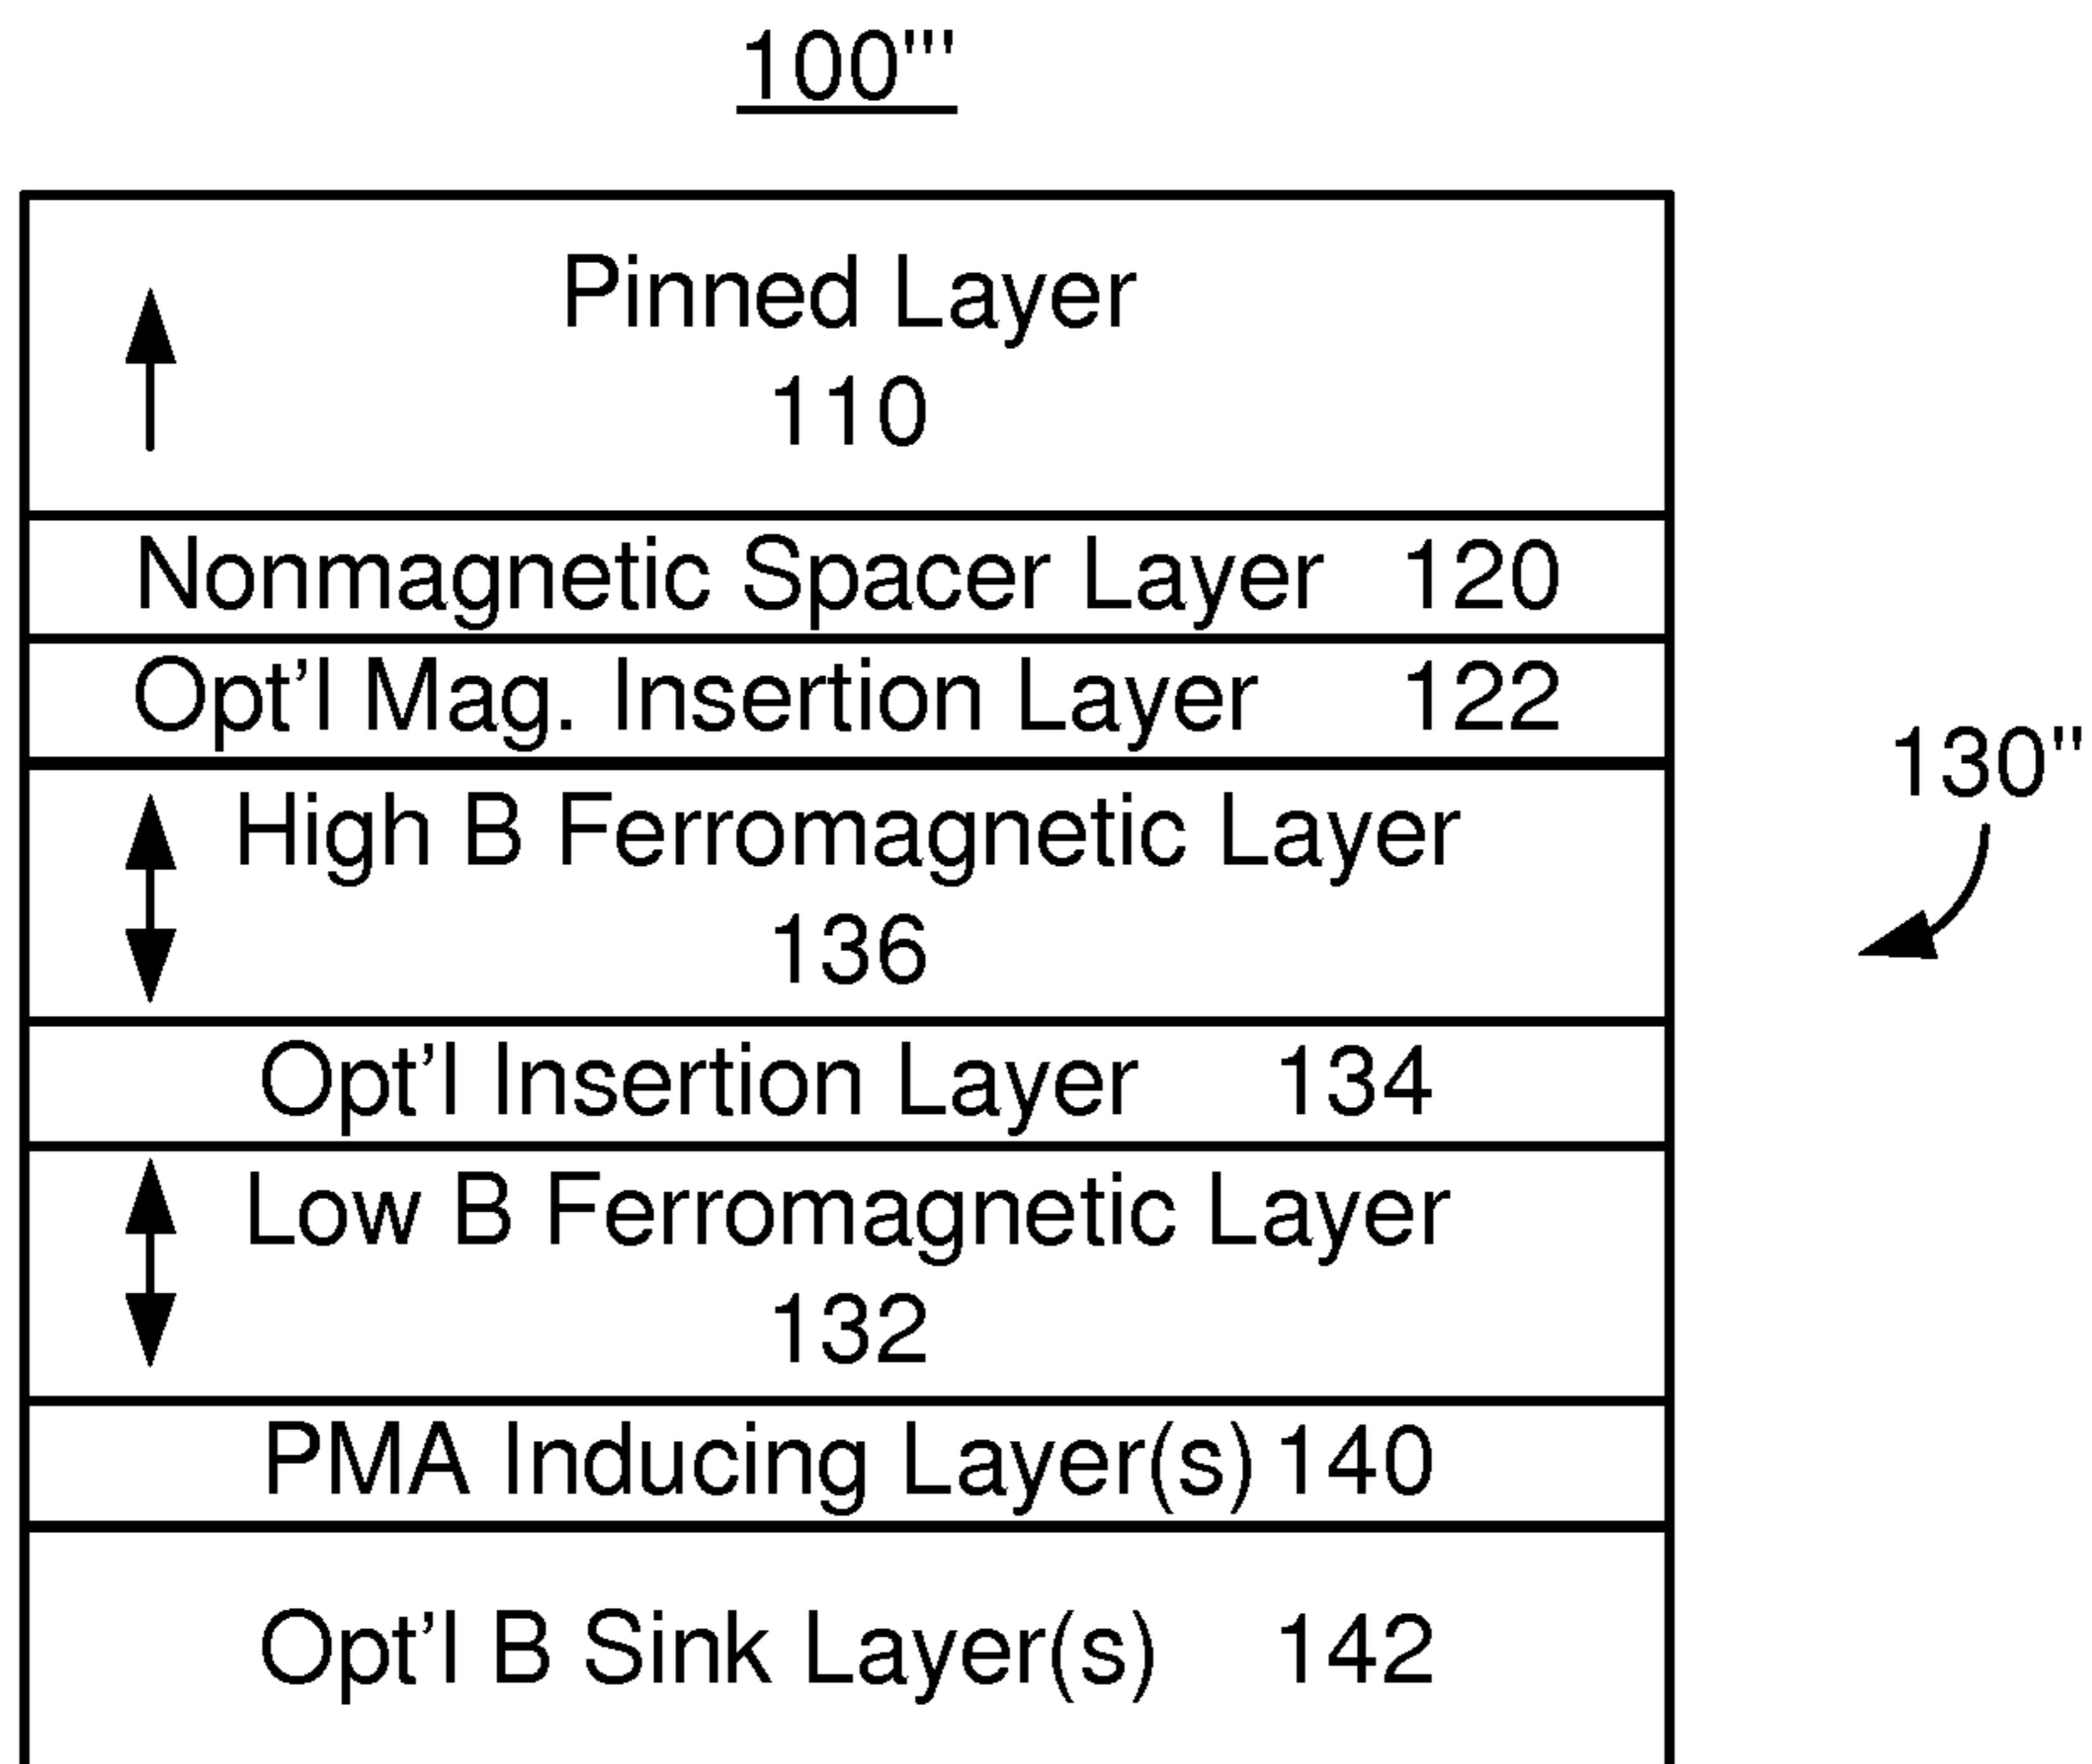 100'''
Pinned Layer
110
Nonmagnetic Spacer Layer 120
Opt’l Mag. Insertion Layer 122
130"
High B Ferromagnetic Layer
136
Opt’l Insertion Layer 134
Low B Ferromagnetic Layer
132
PMA Inducing Layer(s) 140
Opt’l B Sink Layer(s) 142